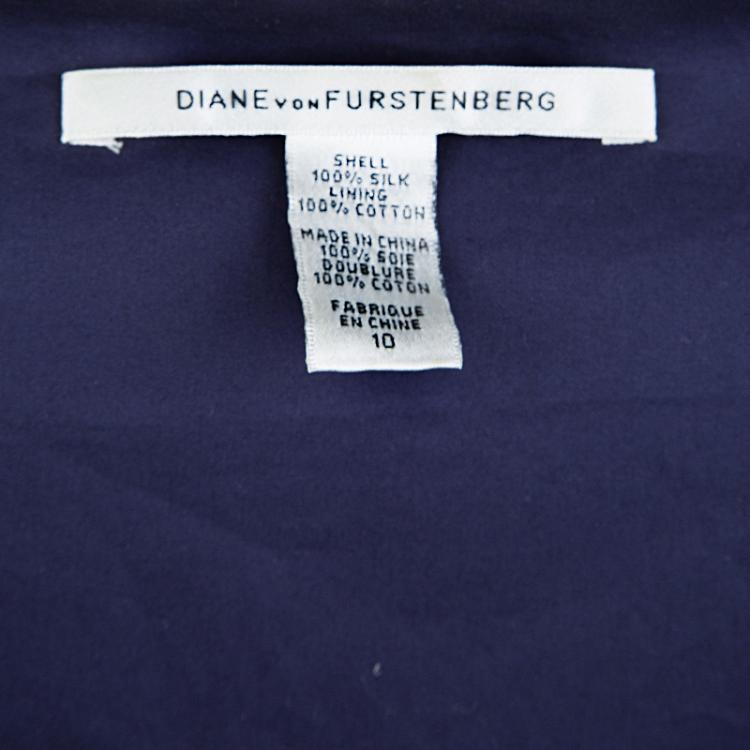 DIANE VON FURSTENBERG
SHELL
100% SILK
LINING
100% COTTON
MADE IN CHINA
100% SOIE
DOUBLURE
100% COTON
FABRIQUE
EN CHINE
10